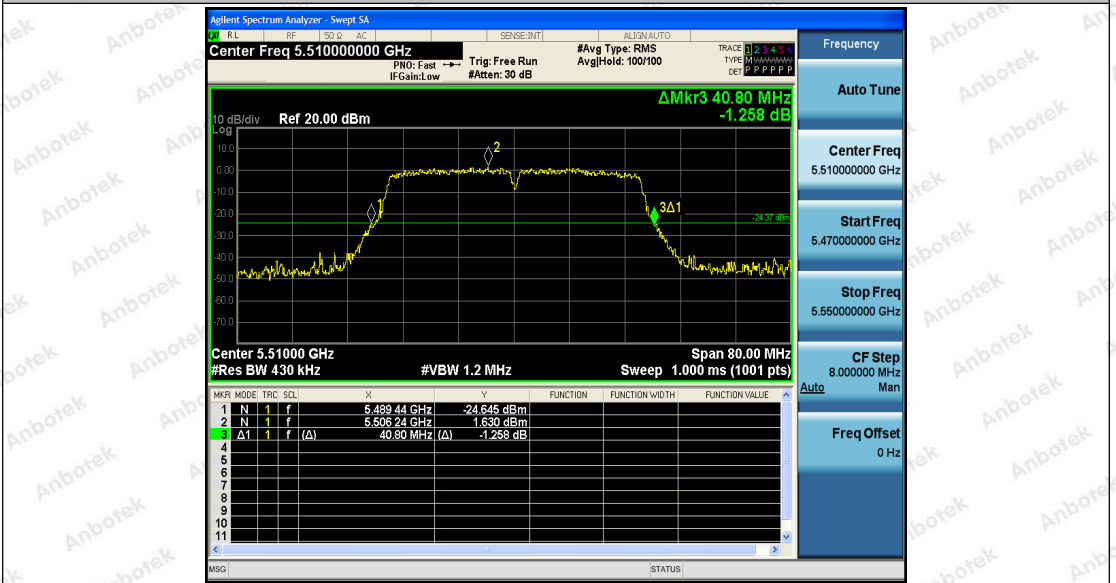 Agilent Spectrum Analyzer - Swept SA
RL RF 50 Ω AC SENSE:INT ALIGN AUTO
Center Freq 5.510000000 GHz
PNO: Fast
IFGain:Low
Trig: Free Run
#Atten: 30 dB
#Avg Type: RMS
Avg|Hold: 100/100
TRACE 1 2 3 4 5 6
TYPE M
DET P P P P P P
ΔMkr3 40.80 MHz
-1.258 dB
10 dB/div Ref 20.00 dBm
Log
10.0
0.00
-10.0
-20.0
-30.0
-40.0
-50.0
-60.0
-70.0
2
1
3Δ1
-24.37 dBm
Center 5.51000 GHz Span 80.00 MHz
#Res BW 430 kHz #VBW 1.2 MHz Sweep 1.000 ms (1001 pts)
MKR MODE TRC SCL X Y FUNCTION FUNCTION WIDTH FUNCTION VALUE
1 N 1 f 5.489 44 GHz -24.645 dBm
2 N 1 f 5.506 24 GHz 1.630 dBm
3 Δ1 1 f (Δ) 40.80 MHz (Δ) -1.258 dB
4
5
6
7
8
9
10
11
MSG STATUS
Frequency
Auto Tune
Center Freq
5.510000000 GHz
Start Freq
5.470000000 GHz
Stop Freq
5.550000000 GHz
CF Step
8.000000 MHz
Auto Man
Freq Offset
0 Hz
Anbotek